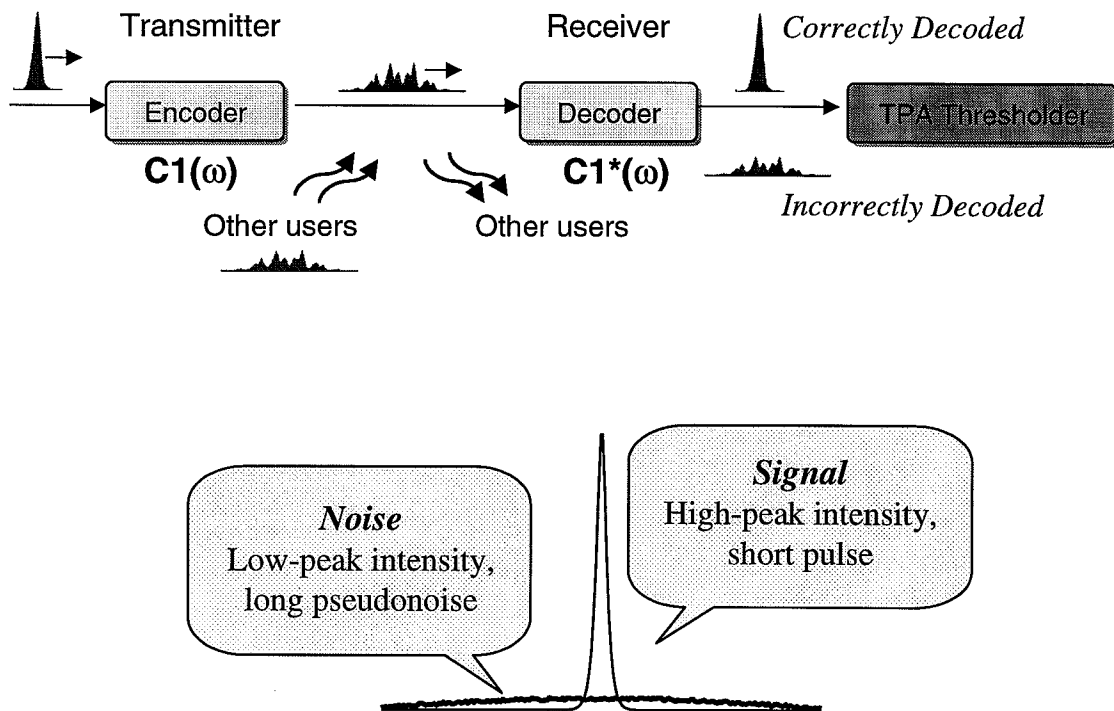 Transmitter
Receiver
Correctly Decoded
Encoder
Decoder
TPA Thresholder
C1(ω)
C1*(ω)
Other users
Other users
Incorrectly Decoded
Noise
Low-peak intensity,
long pseudonoise
Signal
High-peak intensity,
short pulse